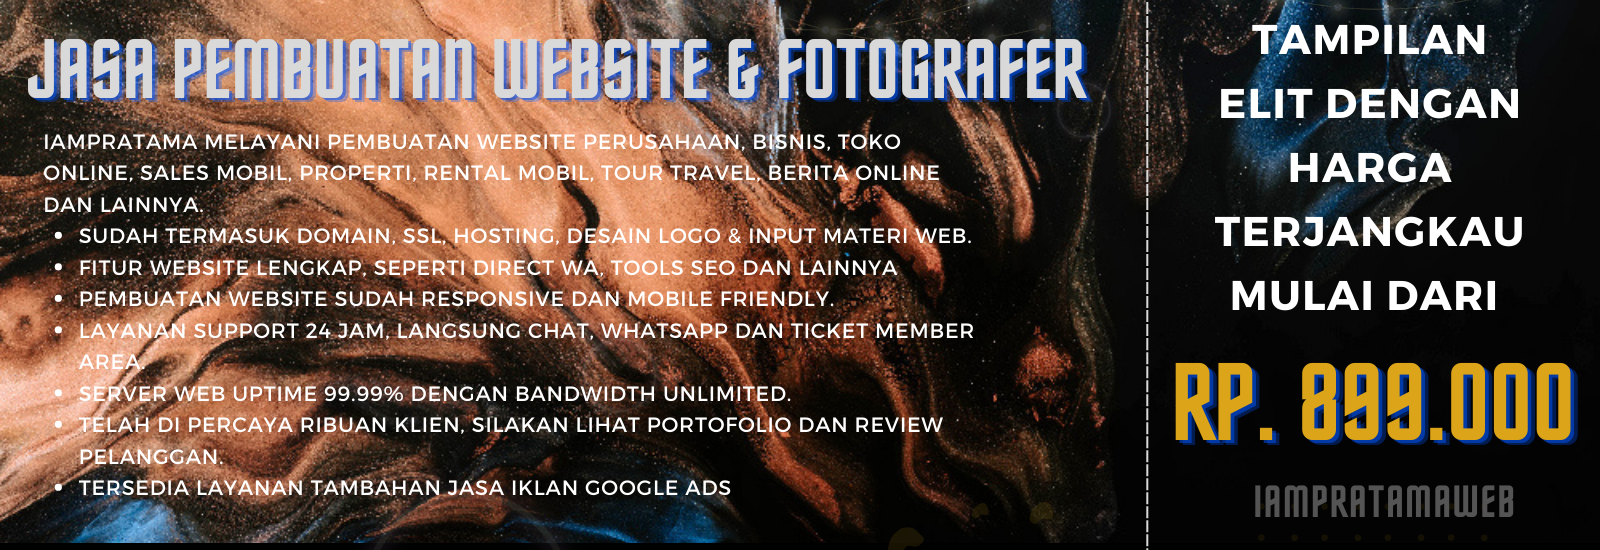 JASA PEMBUATAN WEBSITE & FOTOGRAFER
IAMPRATAMA MELAYANI PEMBUATAN WEBSITE PERUSAHAAN, BISNIS, TOKO
ONLINE, SALES MOBIL, PROPERTI, RENTAL MOBIL, TOUR TRAVEL, BERITA ONLINE
DAN LAINNYA.
• SUDAH TERMASUK DOMAIN, SSL, HOSTING, DESAIN LOGO & INPUT MATERI WEB.
• FITUR WEBSITE LENGKAP, SEPERTI DIRECT WA, TOOLS SEO DAN LAINNYA
• PEMBUATAN WEBSITE SUDAH RESPONSIVE DAN MOBILE FRIENDLY.
• LAYANAN SUPPORT 24 JAM, LANGSUNG CHAT, WHATSAPP DAN TICKET MEMBER
AREA.
• SERVER WEB UPTIME 99.99% DENGAN BANDWIDTH UNLIMITED.
• TELAH DI PERCAYA RIBUAN KLIEN, SILAKAN LIHAT PORTOFOLIO DAN REVIEW
PELANGGAN.
• TERSEDIA LAYANAN TAMBAHAN JASA IKLAN GOOGLE ADS
TAMPILAN
ELIT DENGAN
HARGA
TERJANGKAU
MULAI DARI
RP. 899.000
IAMPRATAMAWEB